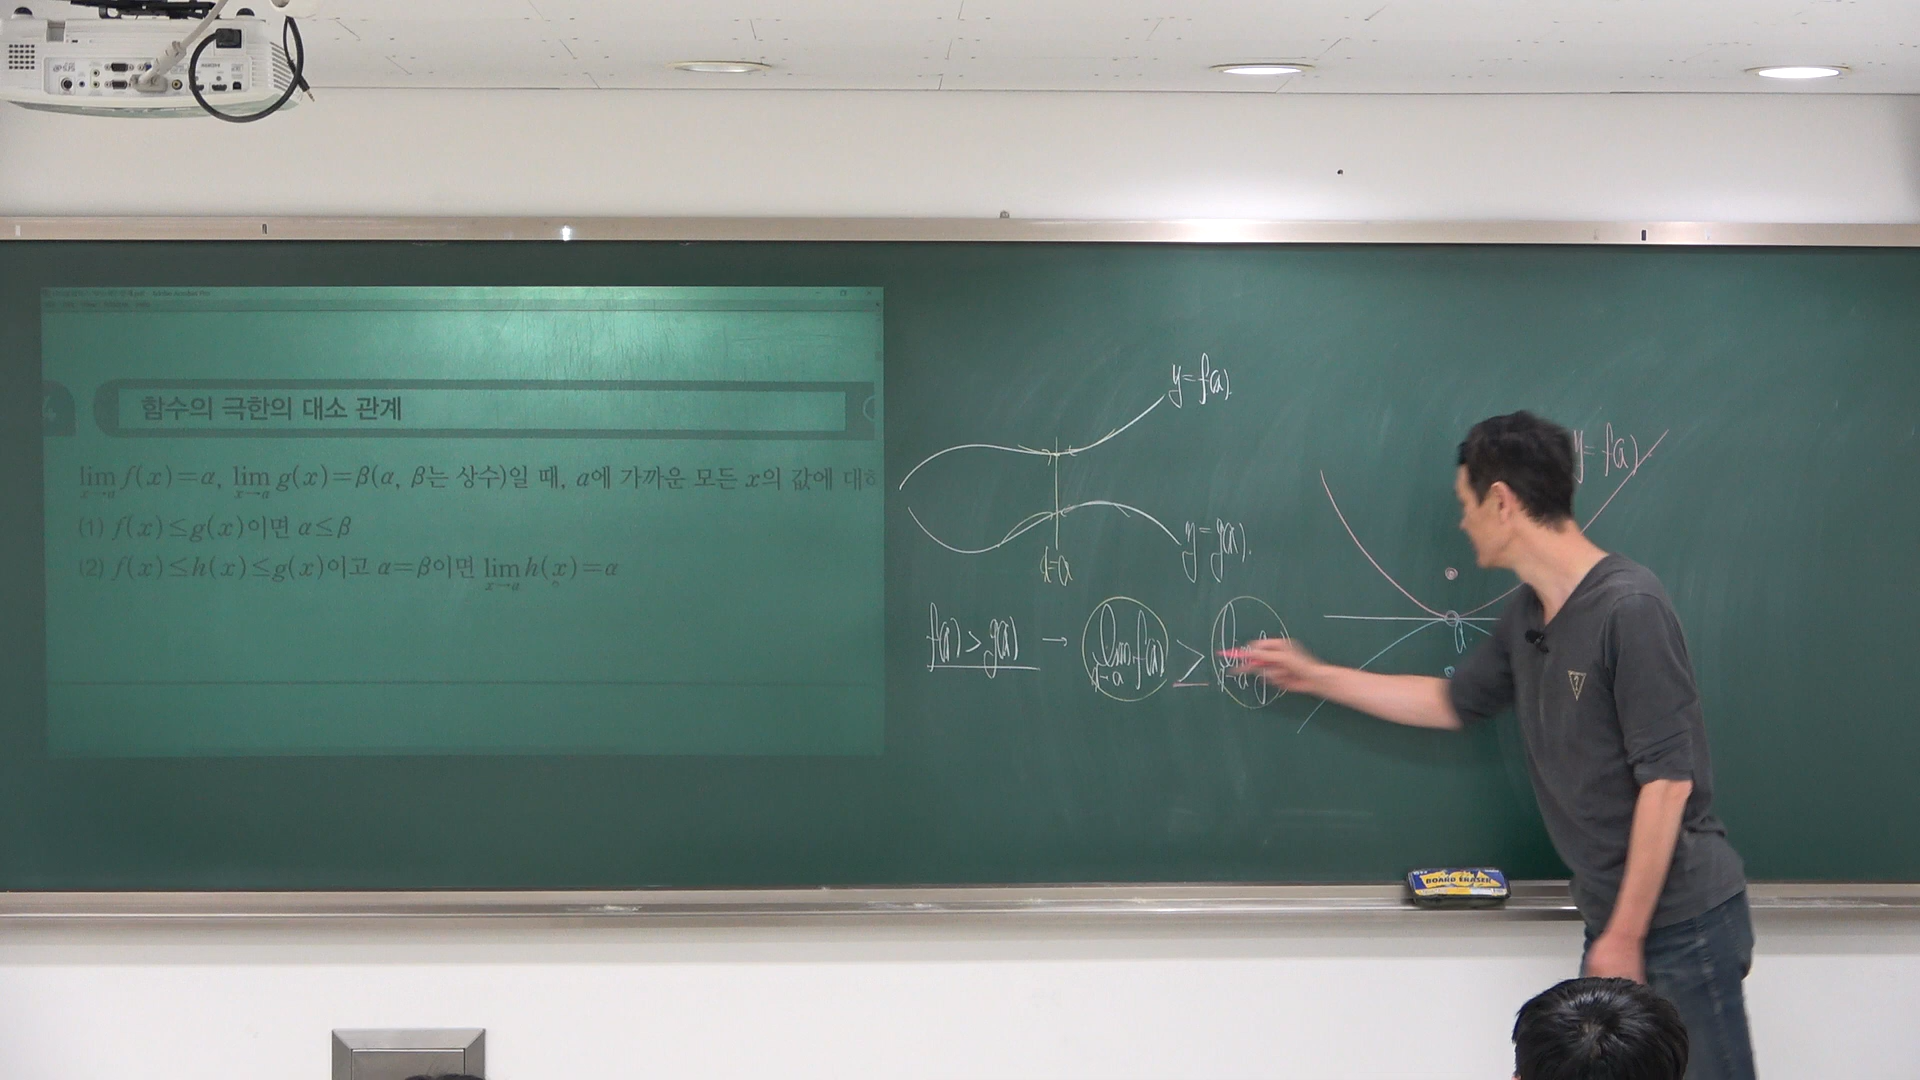 함수의 극한의 대소 관계
lim x→a f(x)=α, lim x→a g(x)=β(α, β는 상수)일 때, a에 가까운 모든 x의 값에 대하
(1) f(x)≤g(x)이면 α≤β
(2) f(x)≤h(x)≤g(x)이고 α=β이면 lim x→a h(x)=α
y=f(x).
y=g(x).
x=a
f(x)>g(x) → lim x→a f(x) ≥ lim x→a
y=f(x)
a
BOARD ERASER